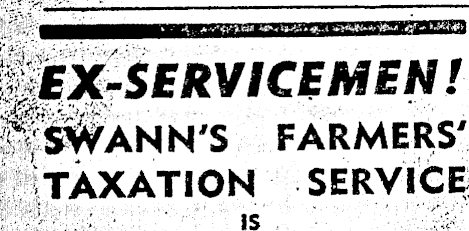 EX-SERVICEMEN!
SWANN'S FARMERS'
TAXATION SERVICE
IS